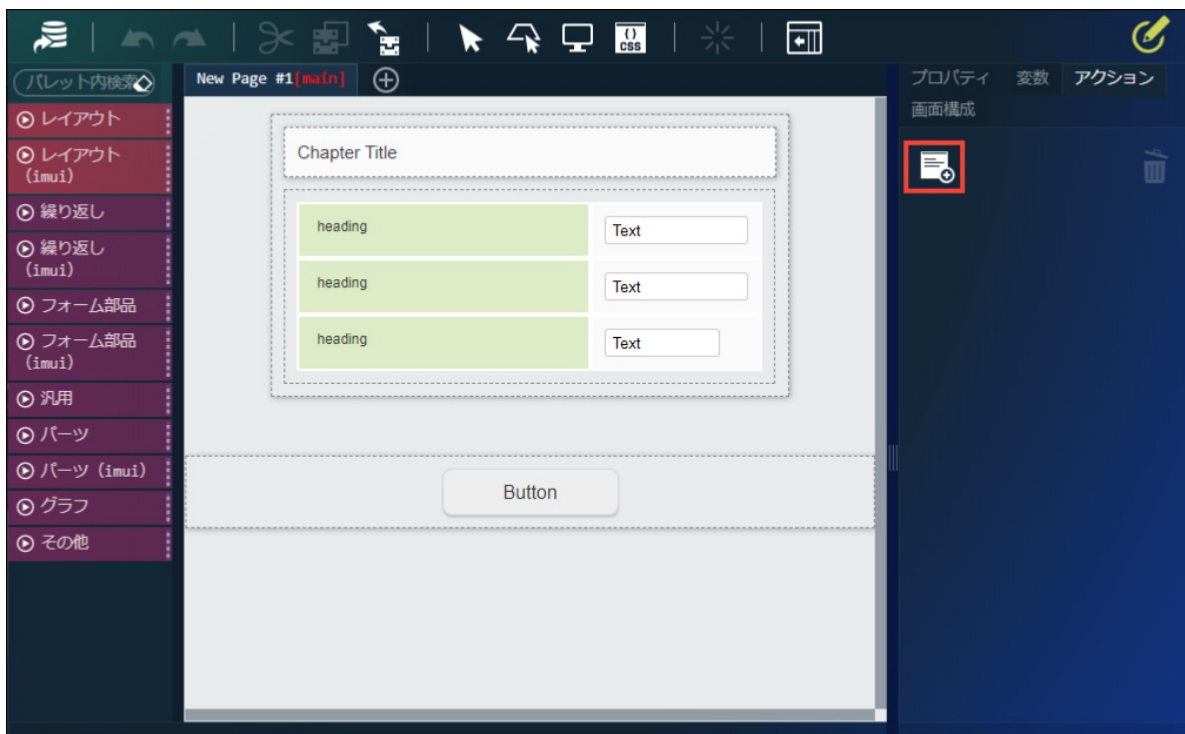 {}
CSS
パレット内検索
New Page #1[main]
プロパティ 変数 アクション
画面構成
レイアウト
レイアウト
(imui)
繰り返し
繰り返し
(imui)
フォーム部品
フォーム部品
(imui)
汎用
パーツ
パーツ (imui)
グラフ
その他
Chapter Title
heading Text
heading Text
heading Text
Button